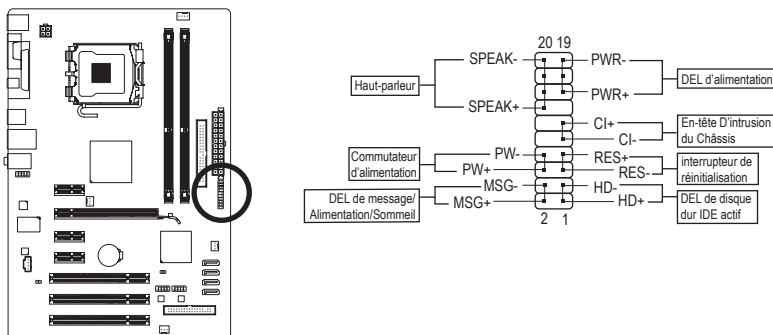 20 19
SPEAK-
PWR-
Haut-parleur
DEL d'alimentation
PWR+
SPEAK+
CI+
En-tête D'intrusion
du Châssis
CI-
PW-
RES+
Commutateur
d'alimentation
interrupteur de
réinitialisation
PW+
RES-
MSG-
HD-
DEL de message/
Alimentation/Sommeil
DEL de disque
dur IDE actif
MSG+
HD+
2 1